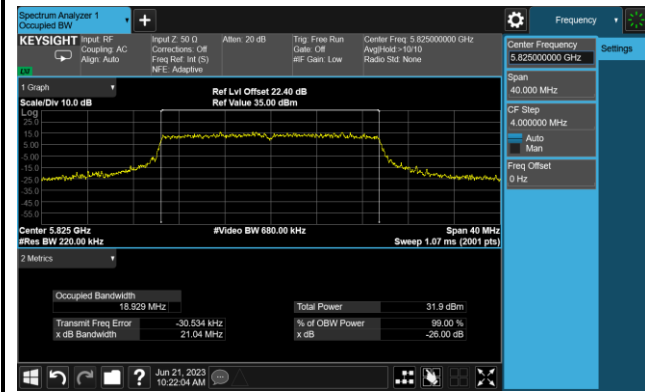 Spectrum Analyzer 1
Occupied BW
+
Frequency
KEYSIGHT
Input: RF
Coupling: AC
Align: Auto
Input Z: 50 Ω
Corrections: Off
Freq Ref: Int (S)
NFE: Adaptive
Atten: 20 dB
Trig: Free Run
Gate: Off
#IF Gain: Low
Center Freq: 5.825000000 GHz
Avg|Hold:>10/10
Radio Std: None
Center Frequency
5.825000000 GHz
Settings
Span
40.000 MHz
CF Step
4.000000 MHz
Auto
Man
Freq Offset
0 Hz
1 Graph
Scale/Div 10.0 dB
Ref Lvl Offset 22.40 dB
Ref Value 35.00 dBm
Log
25.0
15.0
5.00
-5.00
-15.0
-25.0
-35.0
-45.0
-55.0
Center 5.825 GHz
#Video BW 680.00 kHz
Span 40 MHz
#Res BW 220.00 kHz
Sweep 1.07 ms (2001 pts)
2 Metrics
Occupied Bandwidth
18.929 MHz
Total Power
31.9 dBm
Transmit Freq Error
-30.534 kHz
% of OBW Power
99.00 %
x dB Bandwidth
21.04 MHz
x dB
-26.00 dB
?
Jun 21, 2023
10:22:04 AM